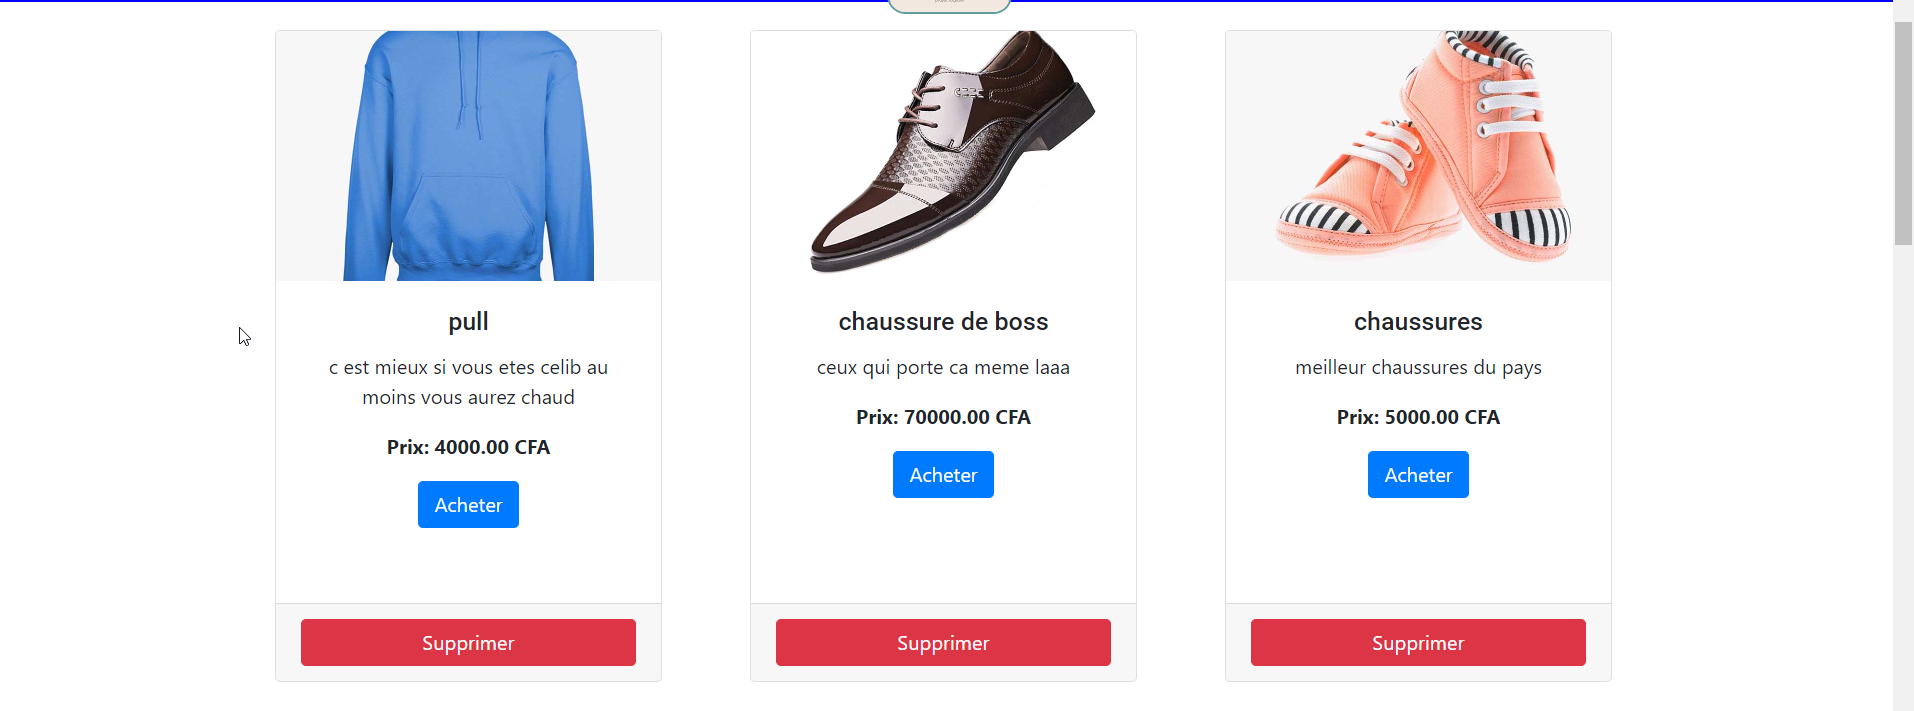 pull
c est mieux si vous etes celib au
moins vous aurez chaud
Prix: 4000.00 CFA
Acheter
Supprimer
chaussure de boss
ceux qui porte ca meme laaa
Prix: 70000.00 CFA
Acheter
Supprimer
chaussures
meilleur chaussures du pays
Prix: 5000.00 CFA
Acheter
Supprimer